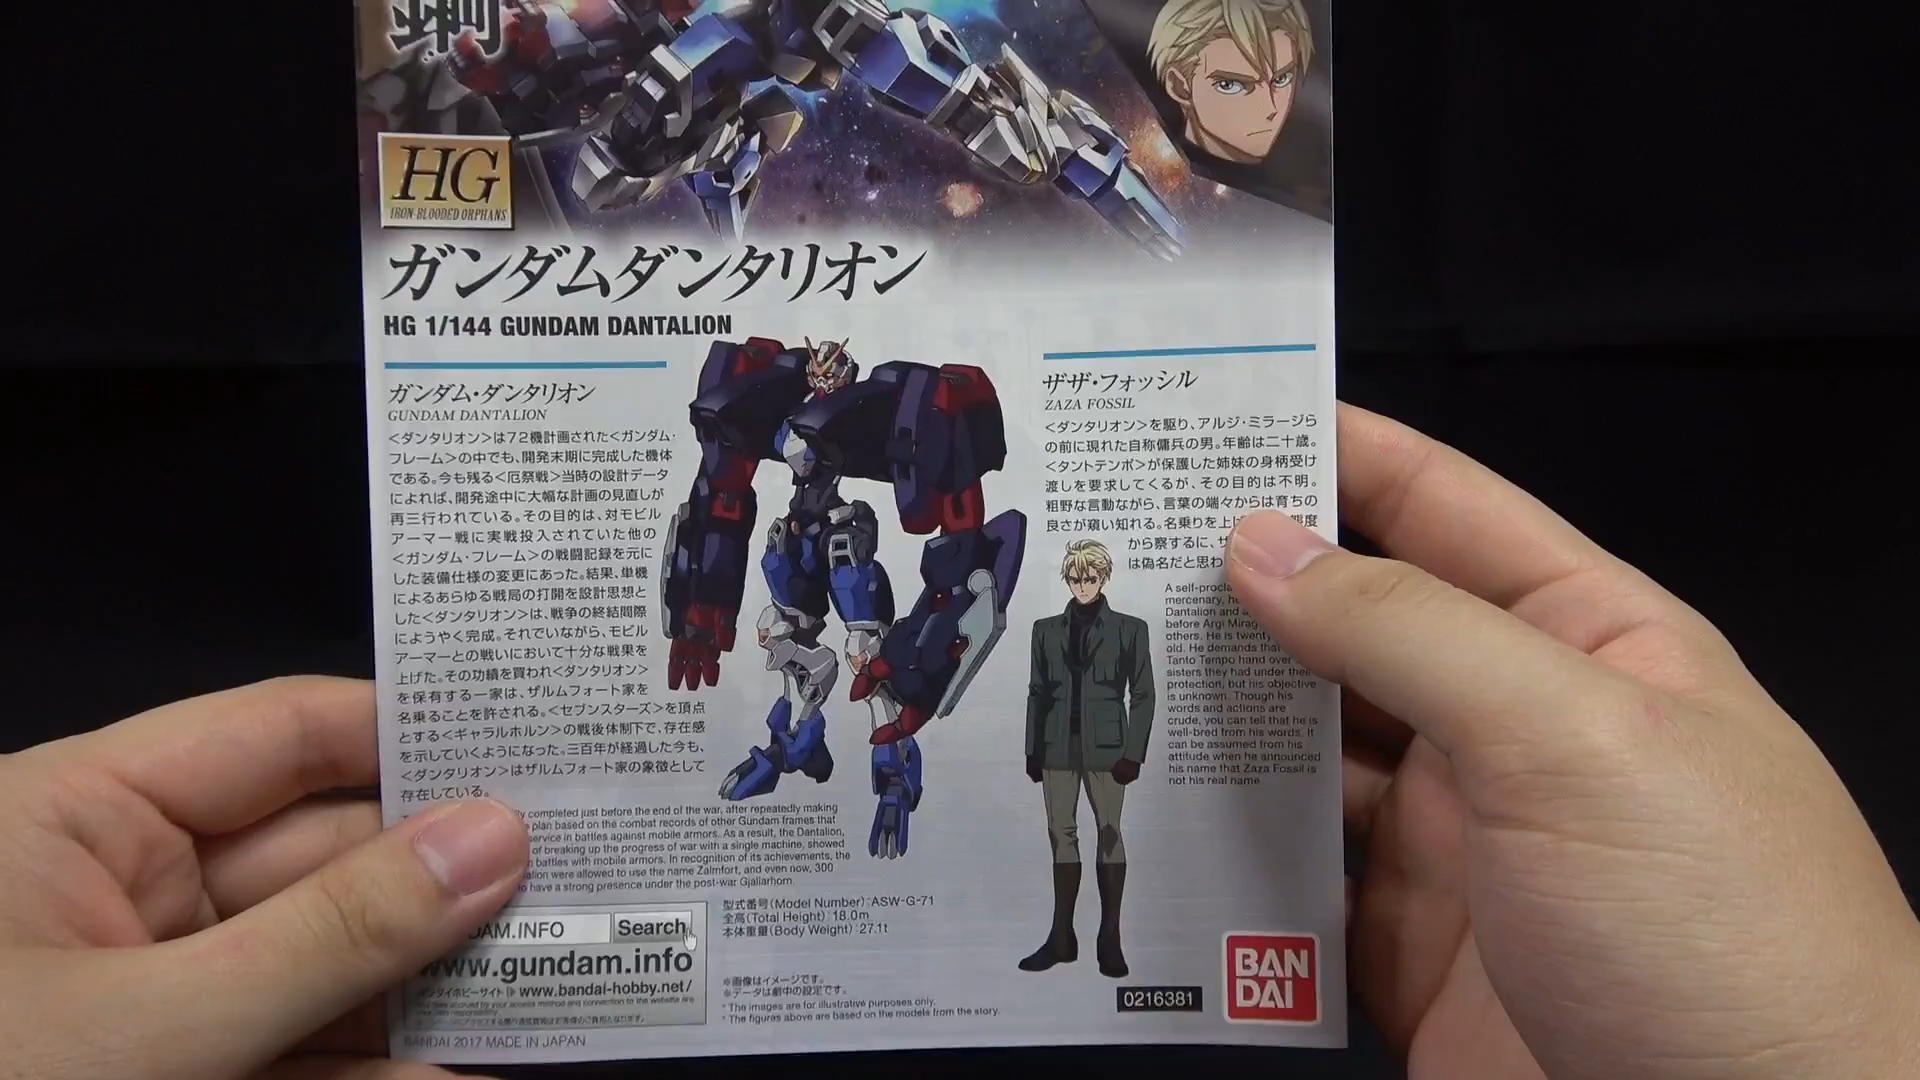 鋼
HG
IRON-BLOODED ORPHANS
ガンダムダンタリオン
HG 1/144 GUNDAM DANTALION
ガンダム・ダンタリオン
GUNDAM DANTALION
<ダンタリオン>は72機計画された<ガンダム・
フレーム>の中でも、開発末期に完成した機体
である。今も残る<厄祭戦>当時の設計データ
によれば、開発途中に大幅な計画の見直しが
再三行われている。その目的は、対モビル
アーマー戦に実戦投入されていた他の
<ガンダム・フレーム>の戦闘記録を元に
した装備仕様の変更にあった。結果、単機
によるあらゆる戦局の打開を設計思想と
した<ダンタリオン>は、戦争の終結間際
にようやく完成。それでいながら、モビル
アーマーとの戦いにおいて十分な戦果を
上げた。その功績を買われ<ダンタリオン>
を保有する一家は、ザルムフォート家を
名乗ることを許される。<セブンスターズ>を頂点
とする<ギャラルホルン>の戦後体制下で、存在感
を示していくようになった。三百年が経過した今も、
<ダンタリオン>はザルムフォート家の象徴として
存在している。
completed just before the end of the war, after repeatedly making
plan based on the combat records of other Gundam frames that
service in battles against mobile armors. As a result, the Dantalion,
of breaking up the progress of war with a single machine, showed
battles with mobile armors. In recognition of its achievements, the
were allowed to use the name Zalmfort, and even now, 300
have a strong presence under the post-war Gjallarhorn.
ザザ・フォッシル
ZAZA FOSSIL
<ダンタリオン>を駆り、アルジ・ミラージら
の前に現れた自称傭兵の男。年齢は二十歳。
<タントテンポ>が保護した姉妹の身柄受け
渡しを要求してくるが、その目的は不明。
粗野な言動ながら、言葉の端々からは育ちの
良さが窺い知れる。名乗りを上 態度
から察するに、
は偽名だと思わ
A self-
mercenary,
Dantalion and
before Argi
others. He is twenty
old. He demands
Tanto Tempo hand over
sisters they had under their
protection, but his objective
is unknown. Though his
words and actions are
crude, you can tell that he is
well-bred from his words. It
can be assumed from his
attitude when he announced
his name that Zaza Fossil is
not his real name.
型式番号(Model Number):ASW-G-71
全高(Total Height):18.0m
本体重量(Body Weight):27.1t
DAM.INFO Search
www.gundam.info
www.bandai-hobby.net/
※画像はイメージです。
※データは劇中の設定です。
* The images are for illustrative purposes only.
* The figures above are based on the models from the story.
0216381
BAN
DAI
BANDAI 2017 MADE IN JAPAN